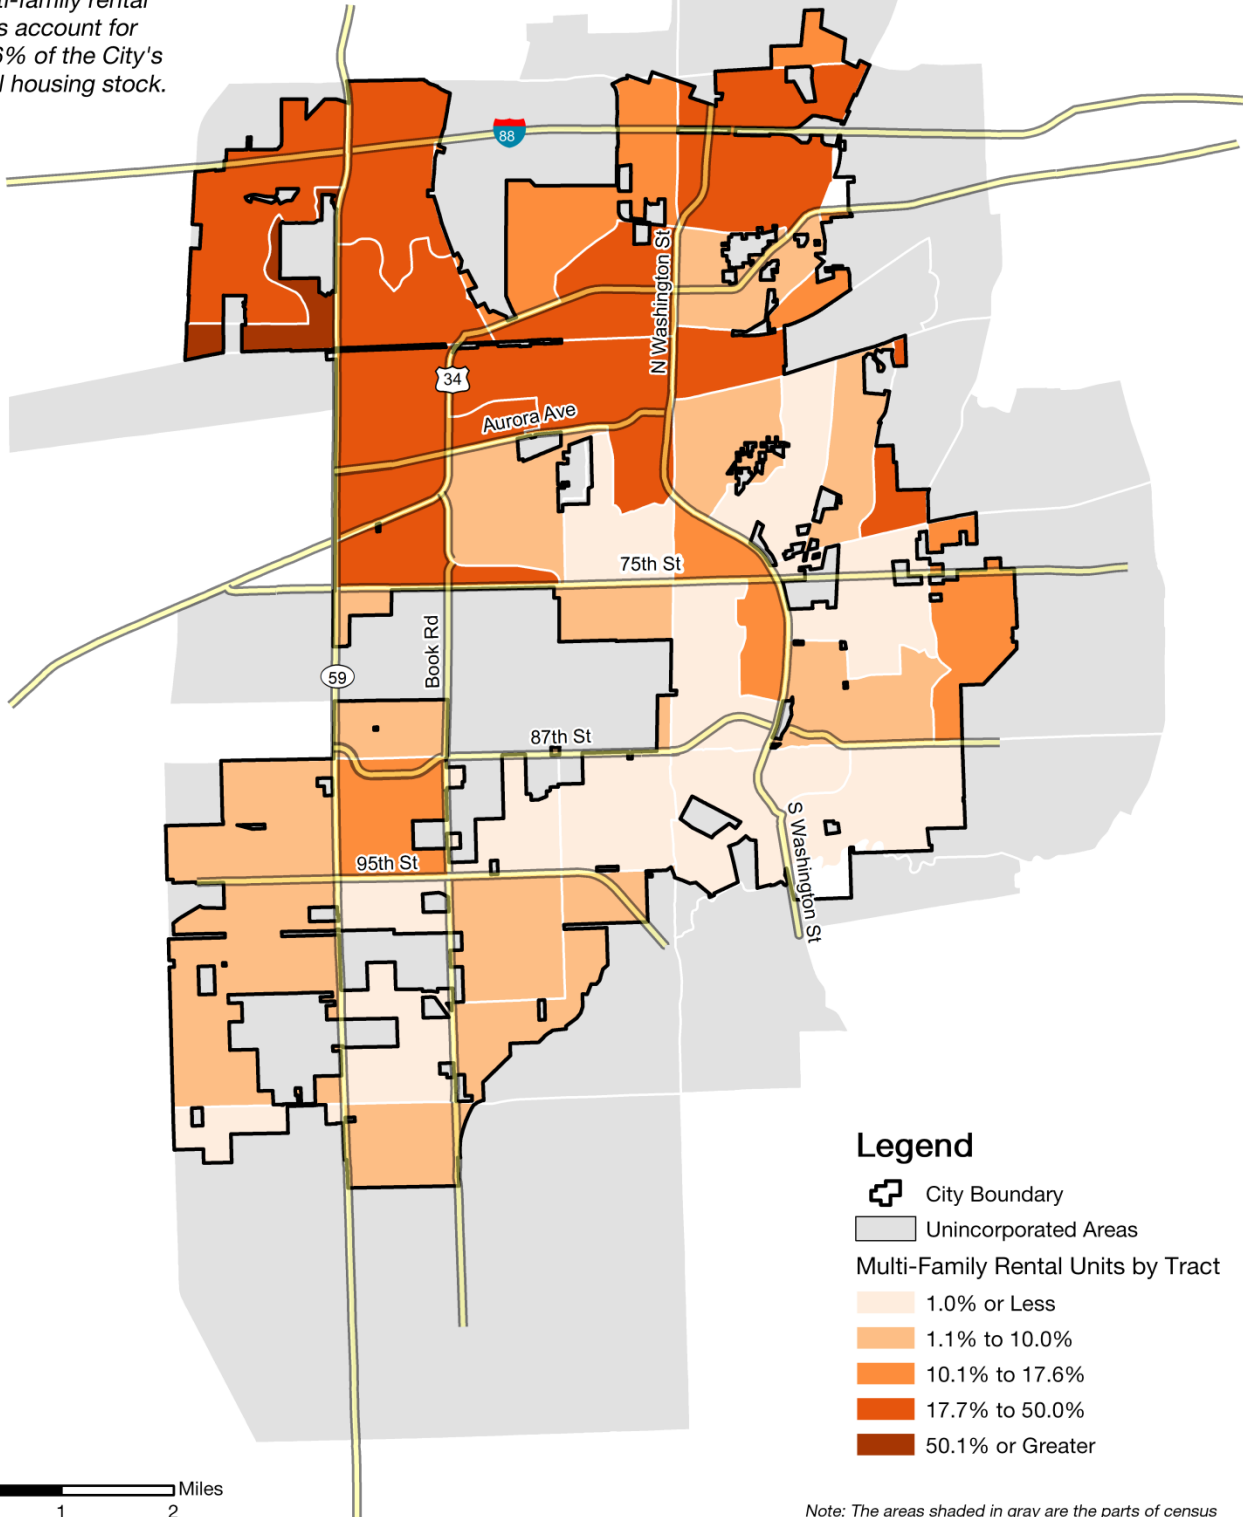 ti-family rental
s account for
6% of the City's
l housing stock.
88
N Washington St
34
Aurora Ave
75th St
Book Rd
59
87th St
S Washington St
95th St
Legend
City Boundary
Unincorporated Areas
Multi-Family Rental Units by Tract
1.0% or Less
1.1% to 10.0%
10.1% to 17.6%
17.7% to 50.0%
50.1% or Greater
Miles
1 2
Note: The areas shaded in gray are the parts of census